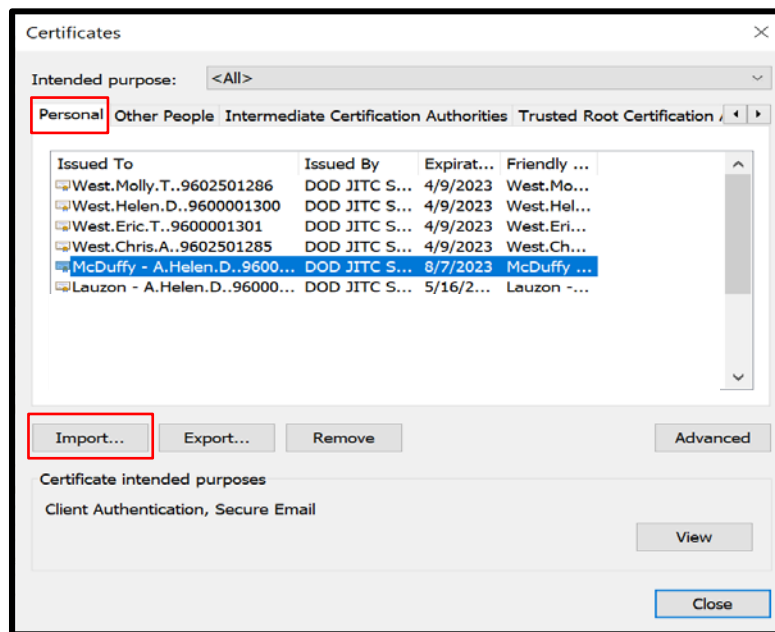 Certificates
Intended purpose: <All>
Personal Other People Intermediate Certification Authorities Trusted Root Certification
Issued To Issued By Expirat... Friendly ...
West.Molly.T..9602501286 DOD JITC S... 4/9/2023 West.Mo...
West.Helen.D..9600001300 DOD JITC S... 4/9/2023 West.Hel...
West.Eric.T..9600001301 DOD JITC S... 4/9/2023 West.Eri...
West.Chris.A..9602501285 DOD JITC S... 4/9/2023 West.Ch...
McDuffy - A.Helen.D..9600... DOD JITC S... 8/7/2023 McDuffy ...
Lauzon - A.Helen.D..96000... DOD JITC S... 5/16/2... Lauzon -...
Import... Export... Remove Advanced
Certificate intended purposes
Client Authentication, Secure Email
View
Close